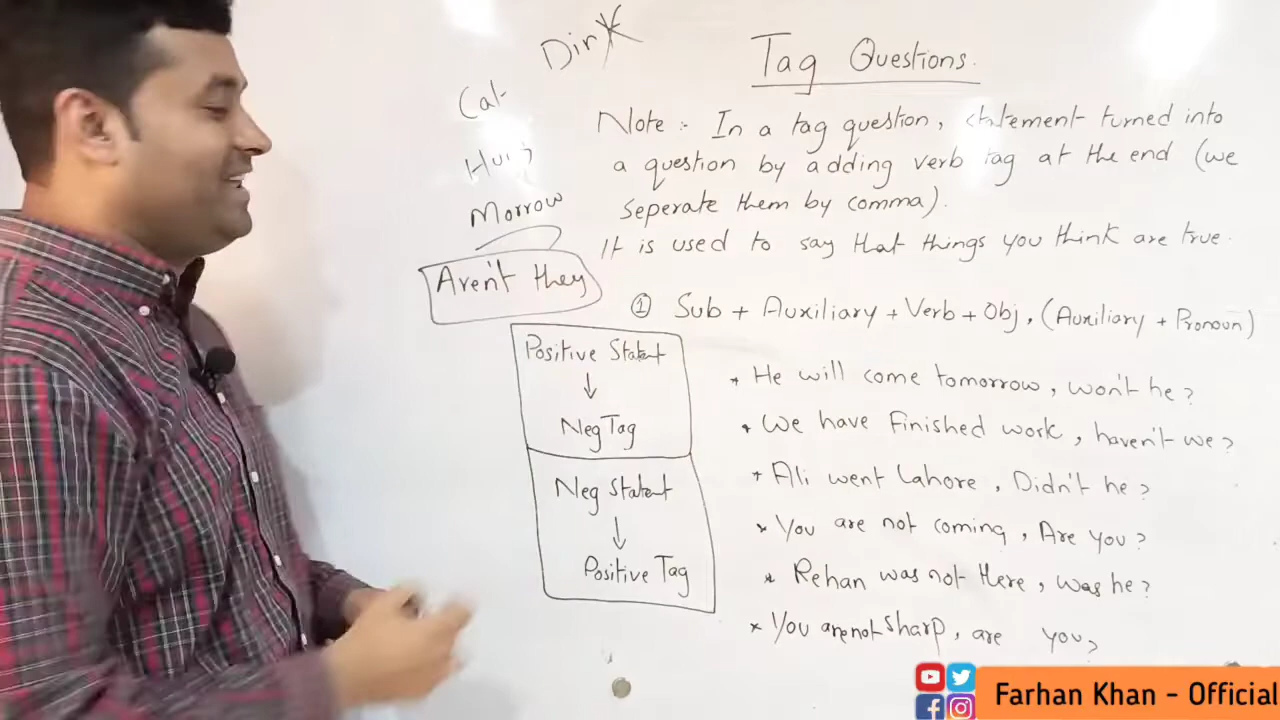 Tag Questions.
Note :- In a tag question, statement turned into
a question by adding verb tag at the end (we
seperate them by comma).
It is used to say that things you think are true.
① Sub + Auxiliary + Verb + Obj, (Auxiliary + Pronoun)
* He will come tomorrow, won't he?
* We have Finished work, haven't we?
* Ali went Lahore, Didn't he?
* You are not coming, Are you?
* Rehan was not there, was he?
* You are not sharp, are you?
Cat
Morrow
Aren't they
Positive Statent
↓
Neg Tag
Neg Statent
↓
Positive Tag
Farhan Khan - Official